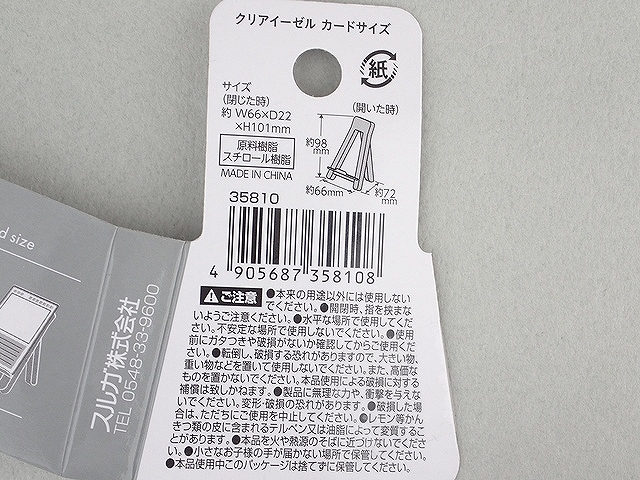 クリアイーゼル カードサイズ
紙
サイズ
(閉じた時)
約 W66×D22
×H101mm
原料樹脂
スチロール樹脂
MADE IN CHINA
(開いた時)
約98
mm
約66mm
約72
mm
35810
4 905687 358108
ご注意 ●本来の用途以外には使用しない
でください。●開閉時、指を挟まな
いようご注意ください。●水平な場所で使用してくださ
い。不安定な場所で使用しないでください。●使用
前にガタつきや破損がないか確認してからご使用くださ
い。●転倒し、破損する恐れがありますので、大きい物、
重い物などを置いて使用しないでください。また、高価な
ものを置かないでください。本品使用による破損に対する
補償は致しかねます。●製品に無理な力や、衝撃を与えな
いでください。変形・破損の恐れがあります。●破損した場
合は、ただちにご使用を中止してください。●レモン等かん
きつ類の皮に含まれるテルペン又は油脂によって変質するこ
とがあります。●本品を火や熱源のそばに近づけないでくださ
い。●小さなお子様の手が届かない場所で保管してください。
●本品使用中このパッケージは捨てずに保管してください。
d size
スルガ株式会社
TEL 0548-33-9600